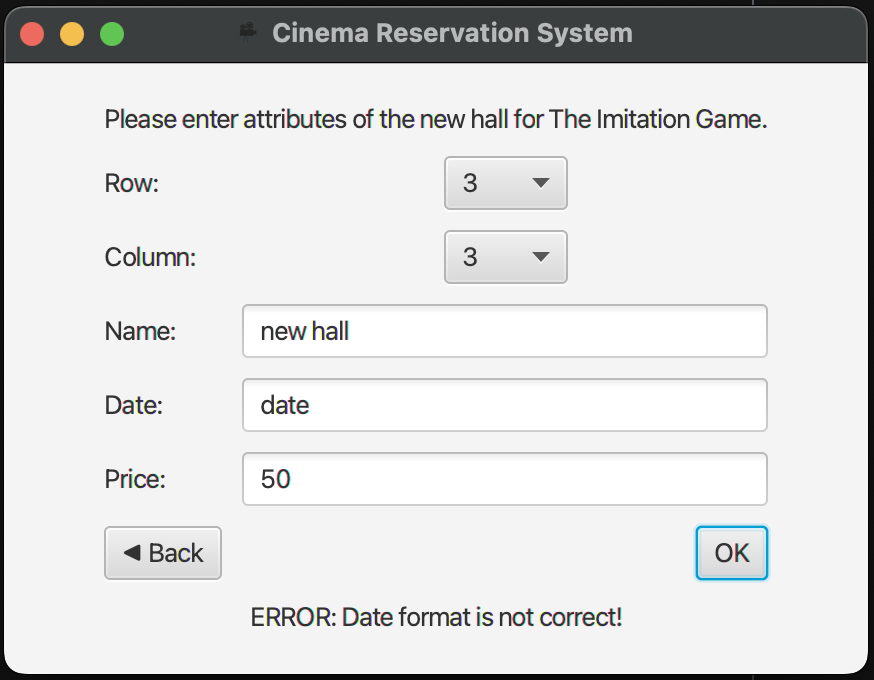 Cinema Reservation System
Please enter attributes of the new hall for The Imitation Game.
Row: 3
Column: 3
Name: new hall
Date: date
Price: 50
Back OK
ERROR: Date format is not correct!